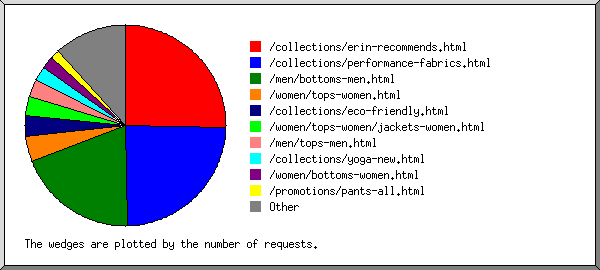 /collections/erin-recommends.html
/collections/performance-fabrics.html
/men/bottoms-men.html
/women/tops-women.html
/collections/eco-friendly.html
/women/tops-women/jackets-women.html
/men/tops-men.html
/collections/yoga-new.html
/women/bottoms-women.html
/promotions/pants-all.html
Other
The wedges are plotted by the number of requests.